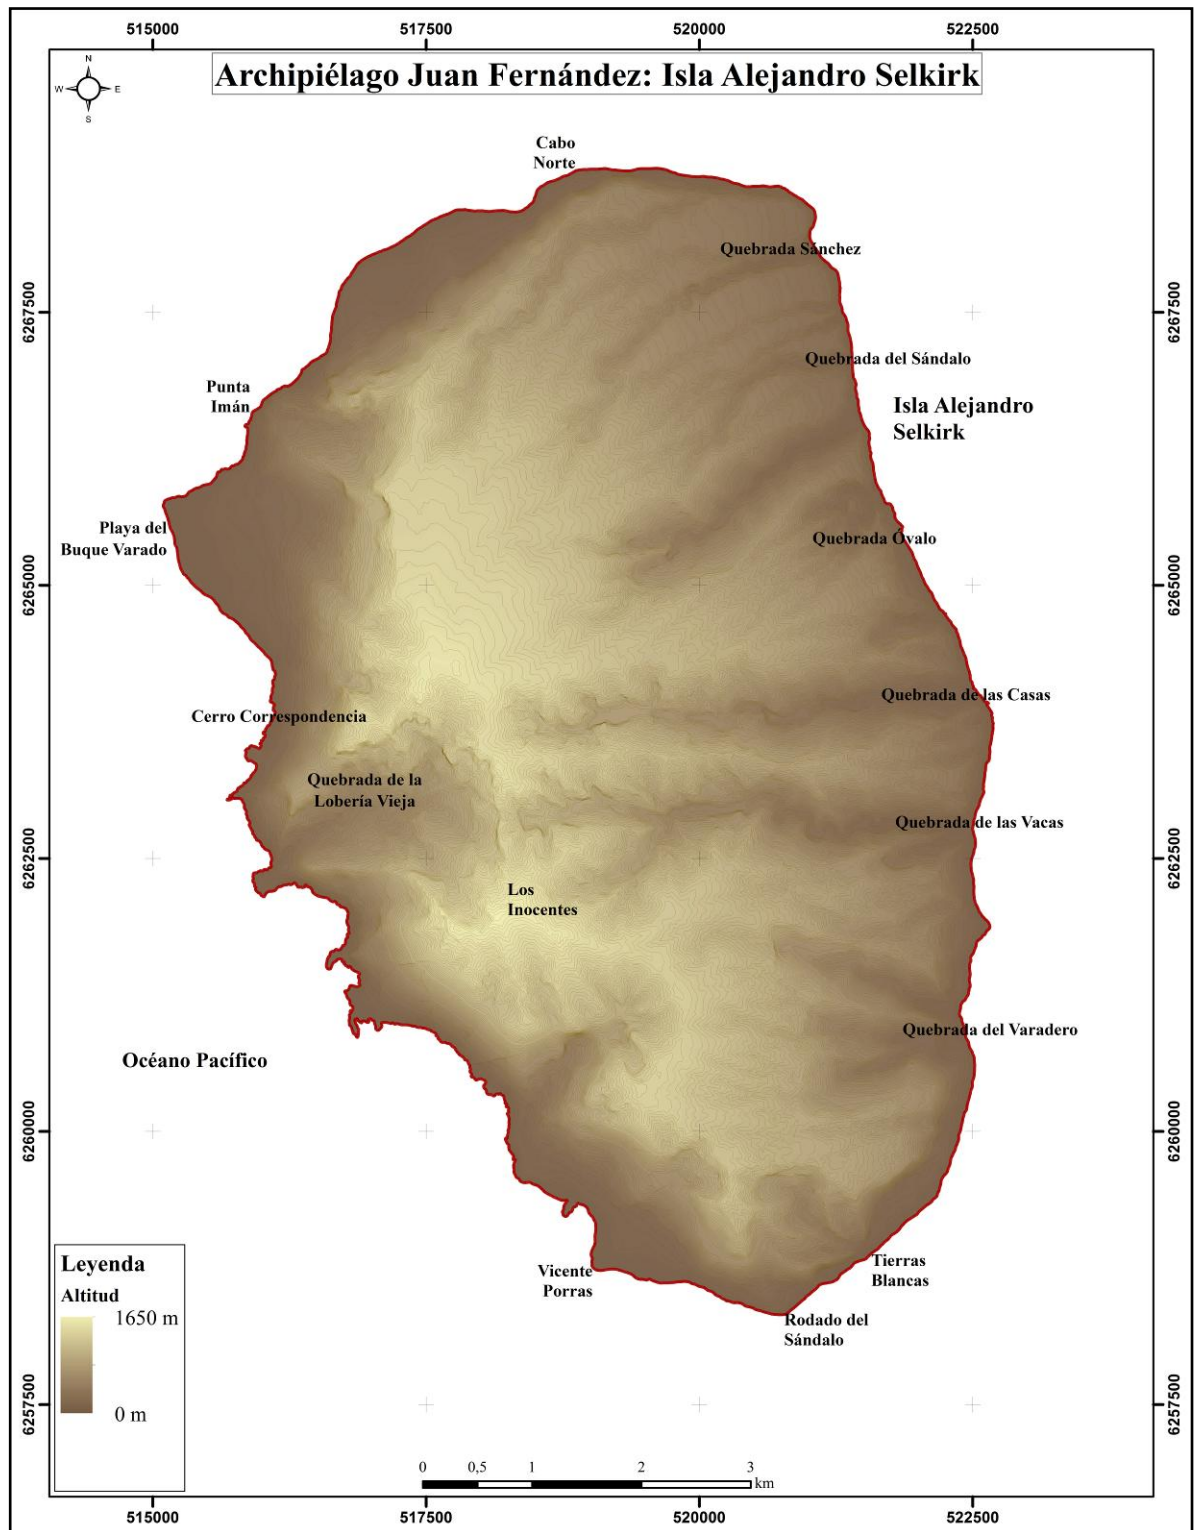 515000
517500
520000
522500
N
W
E
S
Archipiélago Juan Fernández: Isla Alejandro Selkirk
Cabo
Norte
Quebrada Sánchez
6267500
6267500
Quebrada del Sándalo
Punta
Imán
Isla Alejandro
Selkirk
Playa del
Buque Varado
Quebrada Óvalo
6265000
6265000
Quebrada de las Casas
Cerro Correspondencia
Quebrada de la
Lobería Vieja
Quebrada de las Vacas
6262500
6262500
Los
Inocentes
Quebrada del Varadero
Océano Pacífico
6260000
6260000
Vicente
Porras
Tierras
Blancas
Rodado del
Sándalo
Leyenda
Altitud
1650 m
0 m
6257500
6257500
0
0,5
1
2
3
km
515000
517500
520000
522500